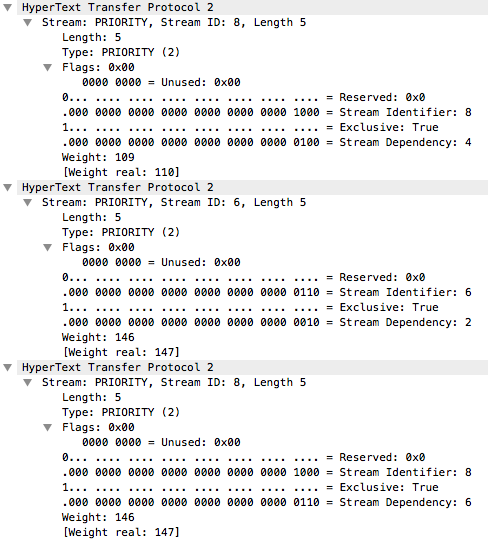 HyperText Transfer Protocol 2
Stream: PRIORITY, Stream ID: 8, Length 5
Length: 5
Type: PRIORITY (2)
Flags: 0x00
0000 0000 = Unused: 0x00
0... .... .... .... .... .... .... .... = Reserved: 0x0
.000 0000 0000 0000 0000 0000 0000 1000 = Stream Identifier: 8
1... .... .... .... .... .... .... .... = Exclusive: True
.000 0000 0000 0000 0000 0000 0000 0100 = Stream Dependency: 4
Weight: 109
[Weight real: 110]
HyperText Transfer Protocol 2
Stream: PRIORITY, Stream ID: 6, Length 5
Length: 5
Type: PRIORITY (2)
Flags: 0x00
0000 0000 = Unused: 0x00
0... .... .... .... .... .... .... .... = Reserved: 0x0
.000 0000 0000 0000 0000 0000 0000 0110 = Stream Identifier: 6
1... .... .... .... .... .... .... .... = Exclusive: True
.000 0000 0000 0000 0000 0000 0000 0010 = Stream Dependency: 2
Weight: 146
[Weight real: 147]
HyperText Transfer Protocol 2
Stream: PRIORITY, Stream ID: 8, Length 5
Length: 5
Type: PRIORITY (2)
Flags: 0x00
0000 0000 = Unused: 0x00
0... .... .... .... .... .... .... .... = Reserved: 0x0
.000 0000 0000 0000 0000 0000 0000 1000 = Stream Identifier: 8
1... .... .... .... .... .... .... .... = Exclusive: True
.000 0000 0000 0000 0000 0000 0000 0110 = Stream Dependency: 6
Weight: 146
[Weight real: 147]